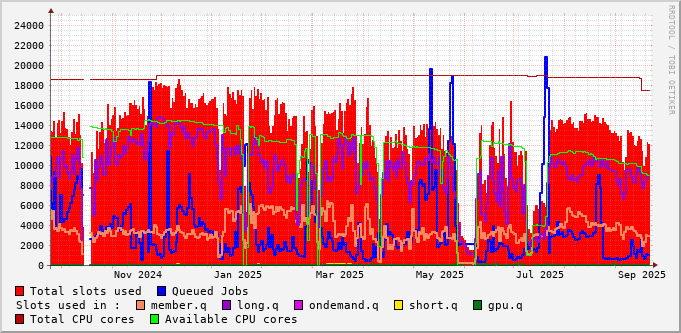 24000
22000
20000
18000
16000
14000
12000
10000
8000
6000
4000
2000
0
Nov 2024 Jan 2025 Mar 2025 May 2025 Jul 2025 Sep 2025
Total slots used Queued Jobs
Slots used in : member.q long.q ondemand.q short.q gpu.q
Total CPU cores Available CPU cores
RRDTOOL / TOBI OETIKER